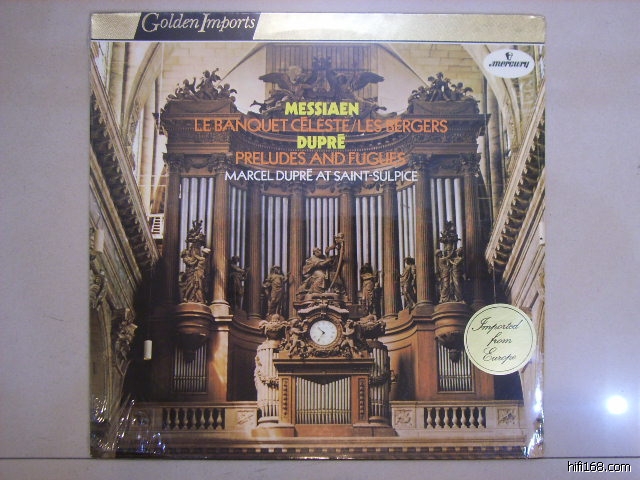 Golden Imports
mercury
MESSIAEN
LE BANQUET CÉLESTE/LES BERGERS
DUPRÉ
PRELUDES AND FUGUES
MARCEL DUPRÉ AT SAINT-SULPICE
Imported
from
Europe
hifi168.com